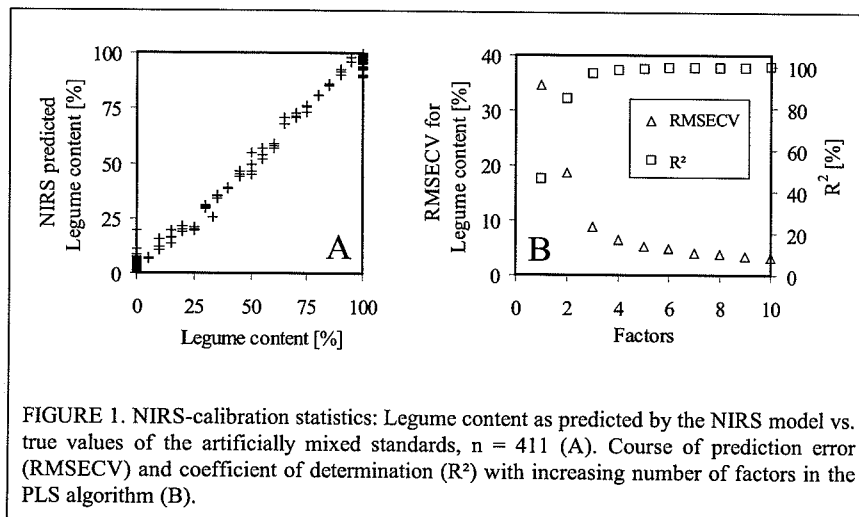 100
75
50
25
0
NIRS predicted
Legume content [%]
A
0 25 50 75 100
Legume content [%]
40
30
20
10
0
RMSECV for
Legume content [%]
RMSECV
R²
B
100
80
60
40
20
0
R² [%]
0 2 4 6 8 10
Factors
FIGURE 1. NIRS-calibration statistics: Legume content as predicted by the NIRS model vs.
true values of the artificially mixed standards, n = 411 (A). Course of prediction error
(RMSECV) and coefficient of determination (R²) with increasing number of factors in the
PLS algorithm (B).